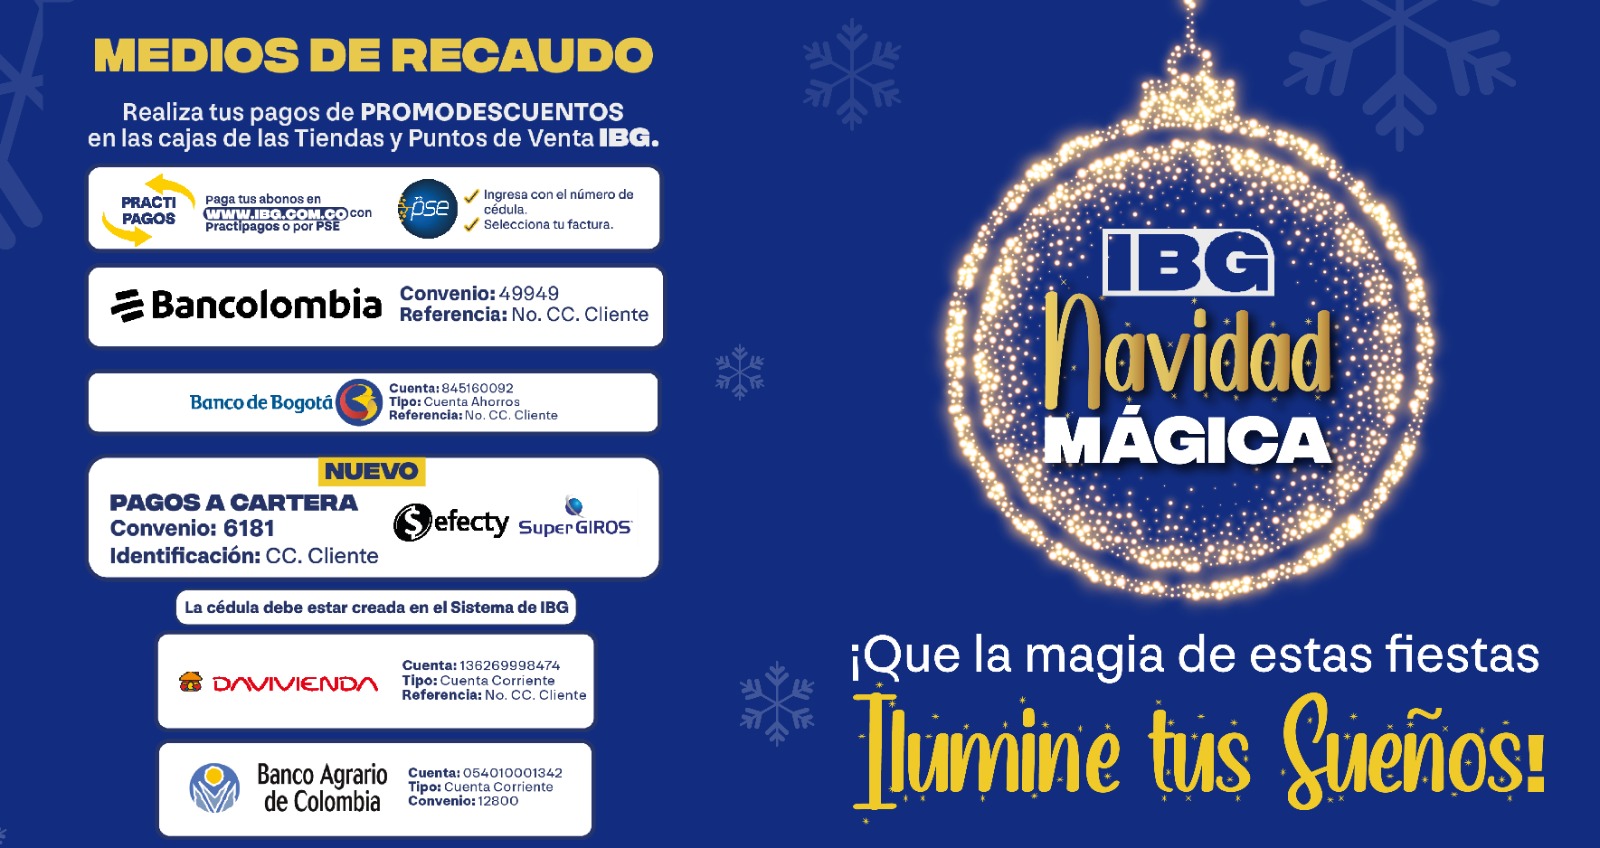 MEDIOS DE RECAUDO
Realiza tus pagos de PROMODESCUENTOS
en las cajas de las Tiendas y Puntos de Venta IBG.
PRACTI
PAGOS
Paga tus abonos en
WWW.IBG.COM.CO con
Practipagos o por PSE
pse
Ingresa con el número de
cédula.
Selecciona tu factura.
Bancolombia
Convenio: 49949
Referencia: No. CC. Cliente
Banco de Bogotá
Cuenta: 845160092
Tipo: Cuenta Ahorros
Referencia: No. CC. Cliente
NUEVO
PAGOS A CARTERA
Convenio: 6181
Identificación: CC. Cliente
efecty
SuperGIROS
La cédula debe estar creada en el Sistema de IBG
DAVIVIENDA
Cuenta: 136269998474
Tipo: Cuenta Corriente
Referencia: No. CC. Cliente
Banco Agrario
de Colombia
Cuenta: 054010001342
Tipo: Cuenta Corriente
Convenio: 12800
IBG
Navidad
MÁGICA
¡Que la magia de estas fiestas
Ilumine tus Sueños!